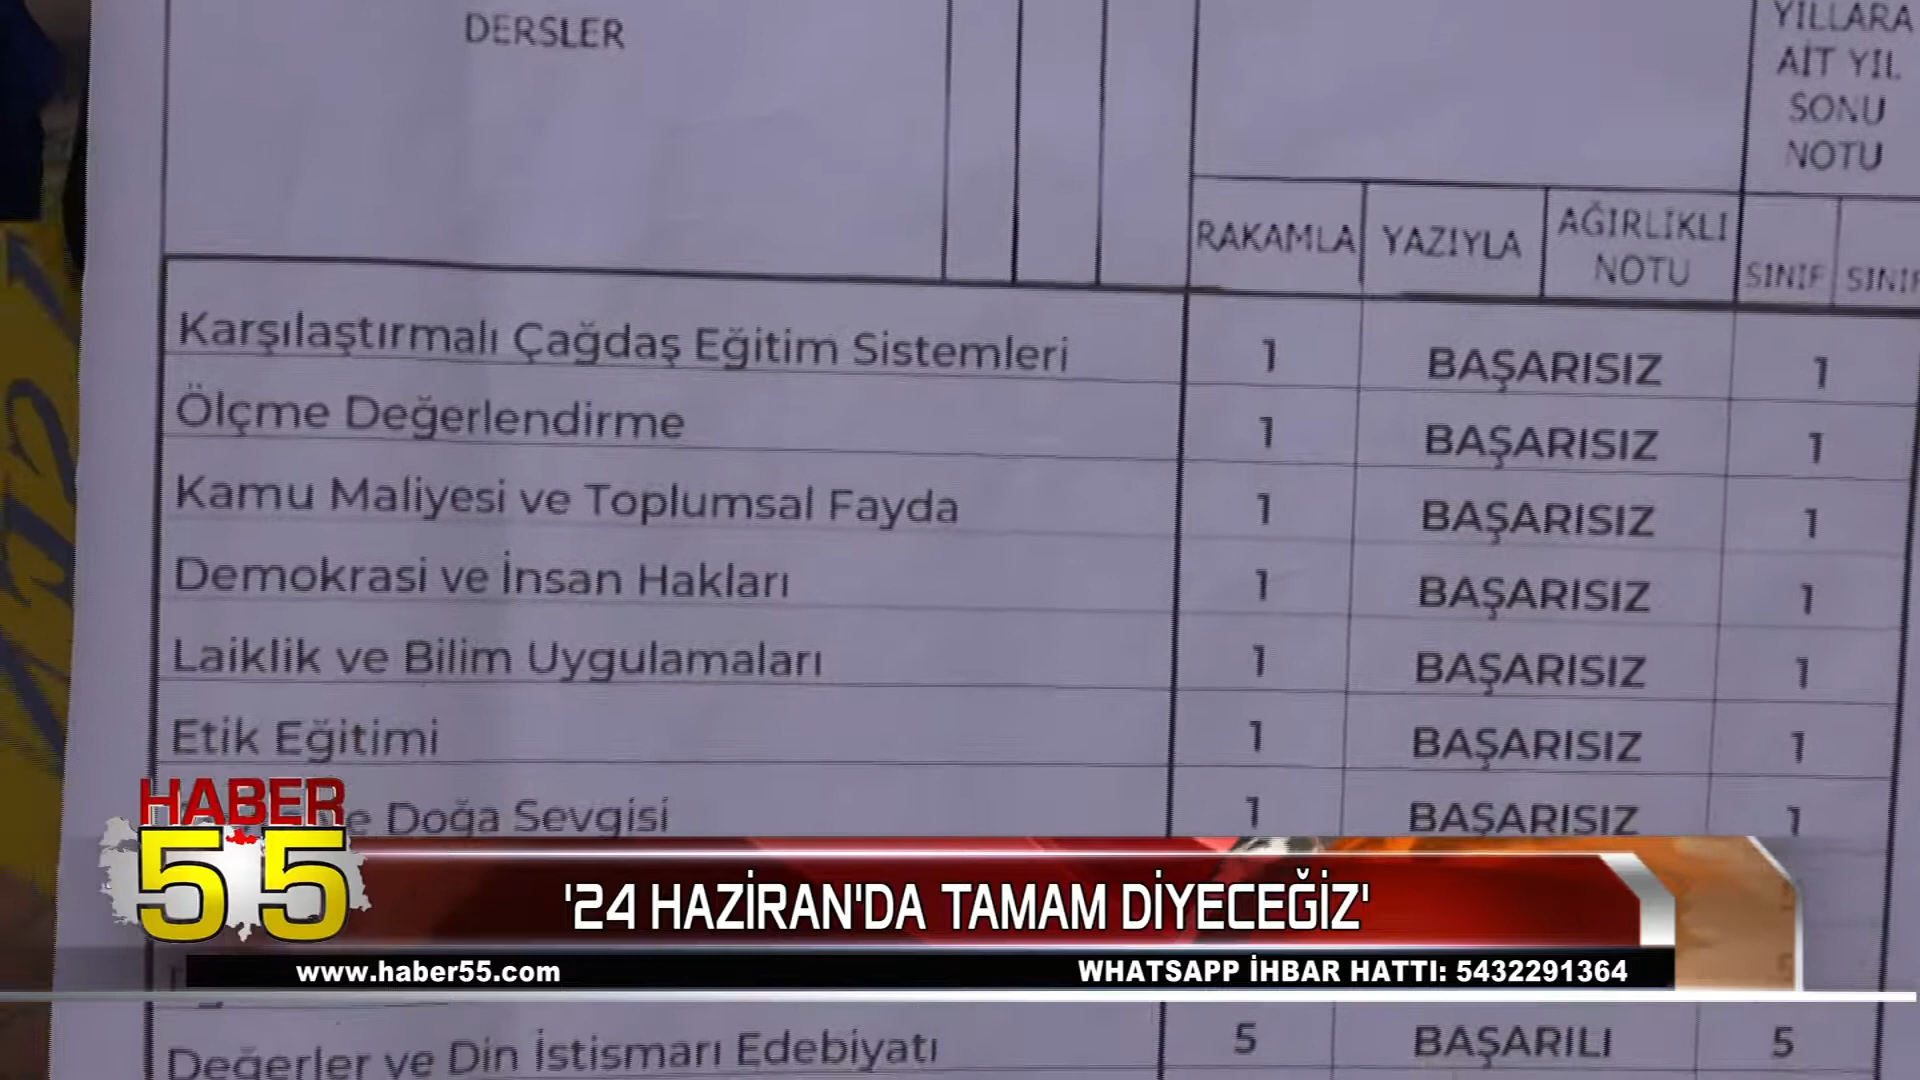 DERSLER
YILLARA
AİT YIL
SONU
NOTU
RAKAMLA YAZIYLA AĞIRLIKLI
NOTU
SINIF SINIF
Karşılaştırmalı Çağdaş Eğitim Sistemleri 1 BAŞARISIZ 1
Ölçme Değerlendirme 1 BAŞARISIZ 1
Kamu Maliyesi ve Toplumsal Fayda 1 BAŞARISIZ 1
Demokrasi ve İnsan Hakları 1 BAŞARISIZ 1
Laiklik ve Bilim Uygulamaları 1 BAŞARISIZ 1
Etik Eğitimi 1 BAŞARISIZ 1
Doğa Sevgisi 1 BAŞARISIZ 1
HABER
55
'24 HAZİRAN'DA TAMAM DİYECEĞİZ'
www.haber55.com WHATSAPP İHBAR HATTI: 5432291364
Değerler ve Din İstismarı Edebiyatı 5 BAŞARILI 5